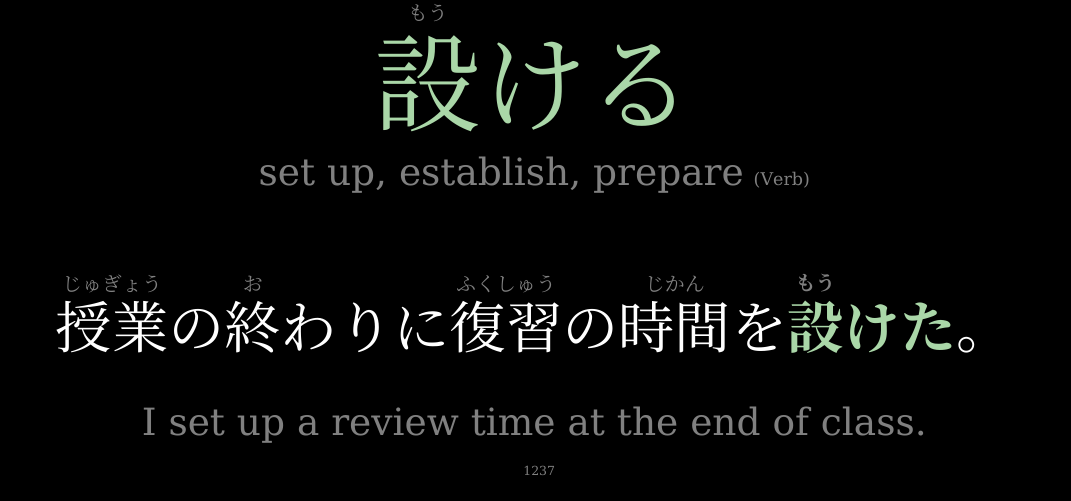 もう
設ける
set up, establish, prepare (Verb)
じゅぎょう お ふくしゅう じかん もう
授業の終わりに復習の時間を設けた。
I set up a review time at the end of class.
1237